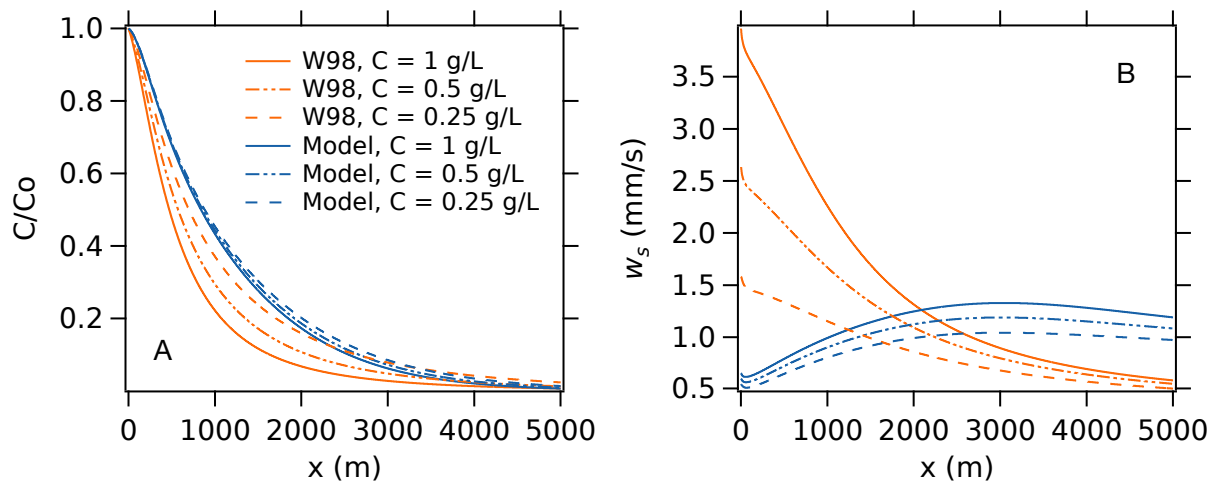 1.0
0.8
0.6
0.4
0.2
C/Co
W98, C = 1 g/L
W98, C = 0.5 g/L
W98, C = 0.25 g/L
Model, C = 1 g/L
Model, C = 0.5 g/L
Model, C = 0.25 g/L
A
0 1000 2000 3000 4000 5000
x (m)
3.5
3.0
2.5
2.0
1.5
1.0
0.5
w_s (mm/s)
B
0 1000 2000 3000 4000 5000
x (m)